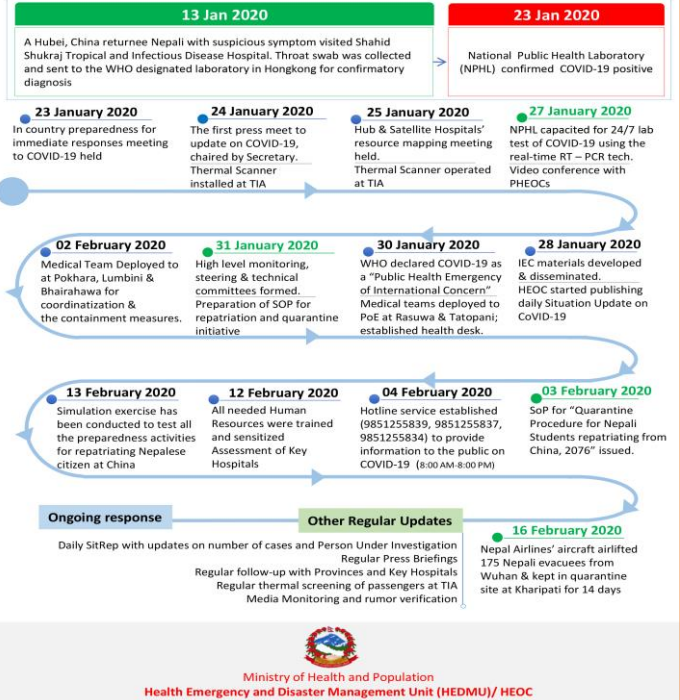 13 Jan 2020
A Hubei, China returnee Nepali with suspicious symptom visited Shahid
Shukraj Tropical and Infectious Disease Hospital. Throat swab was collected
and sent to the WHO designated laboratory in Hongkong for confirmatory
diagnosis
23 Jan 2020
National Public Health Laboratory
(NPHL) confirmed COVID-19 positive
23 January 2020
In country preparedness for
immediate responses meeting
to COVID-19 held
24 January 2020
The first press meet to
update on COVID-19,
chaired by Secretary.
Thermal Scanner
installed at TIA
25 January 2020
Hub & Satellite Hospitals'
resource mapping meeting
held.
Thermal Scanner operated
at TIA
27 January 2020
NPHL capacited for 24/7 lab
test of COVID-19 using the
real-time RT – PCR tech.
Video conference with
PHEOCs
02 February 2020
Medical Team Deployed to
at Pokhara, Lumbini &
Bhairahawa for
coordinatization &
the containment measures.
31 January 2020
High level monitoring,
steering & technical
committees formed.
Preparation of SOP for
repatriation and quarantine
initiative
30 January 2020
WHO declared COVID-19 as
a "Public Health Emergency
of International Concern"
Medical teams deployed to
PoE at Rasuwa & Tatopani;
established health desk.
28 January 2020
IEC materials developed
& disseminated.
HEOC started publishing
daily Situation Update on
CoVID-19
13 February 2020
Simulation exercise has
been conducted to test all
the preparedness activities
for repatriating Nepalese
citizen at China
12 February 2020
All needed Human
Resources were trained
and sensitized
Assessment of Key
Hospitals
04 February 2020
Hotline service established
(9851255839, 9851255837,
9851255834) to provide
information to the public on
COVID-19 (8:00 AM-8:00 PM)
03 February 2020
SoP for "Quarantine
Procedure for Nepali
Students repatriating from
China, 2076" issued.
Ongoing response
Other Regular Updates
Daily SitRep with updates on number of cases and Person Under Investigation
Regular Press Briefings
Regular follow-up with Provinces and Key Hospitals
Regular thermal screening of passengers at TIA
Media Monitoring and rumor verification
16 February 2020
Nepal Airlines' aircraft airlifted
175 Nepali evacuees from
Wuhan & kept in quarantine
site at Kharipati for 14 days
Ministry of Health and Population
Health Emergency and Disaster Management Unit (HEDMU)/ HEOC